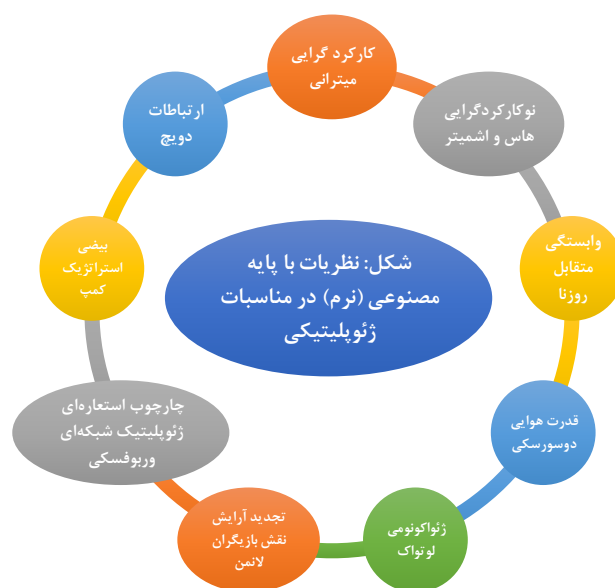 کارکرد گرایی
میترانی
نوکارکردگرایی
هاس و اشمیتر
وابستگی
متقابل
روزنا
قدرت هوایی
دوسورسکی
ژئواکونومی
لوتواک
تجدید آرایش
نقش بازیگران
لانمن
چارچوب استعاره‌ای
ژئوپلیتیک شبکه‌ای
وربوفسکی
بیضی
استراتژیک
کمپ
ارتباطات
دویچ
شکل: نظریات با پایه
مصنوعی (نرم) در مناسبات
ژئوپلیتیکی